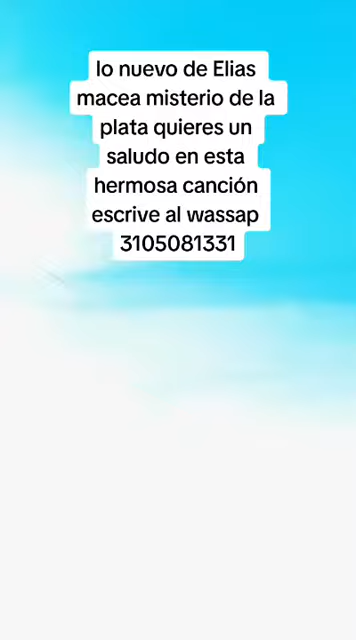 lo nuevo de Elias
macea misterio de la
plata quieres un
saludo en esta
hermosa canción
escrive al wassap
3105081331